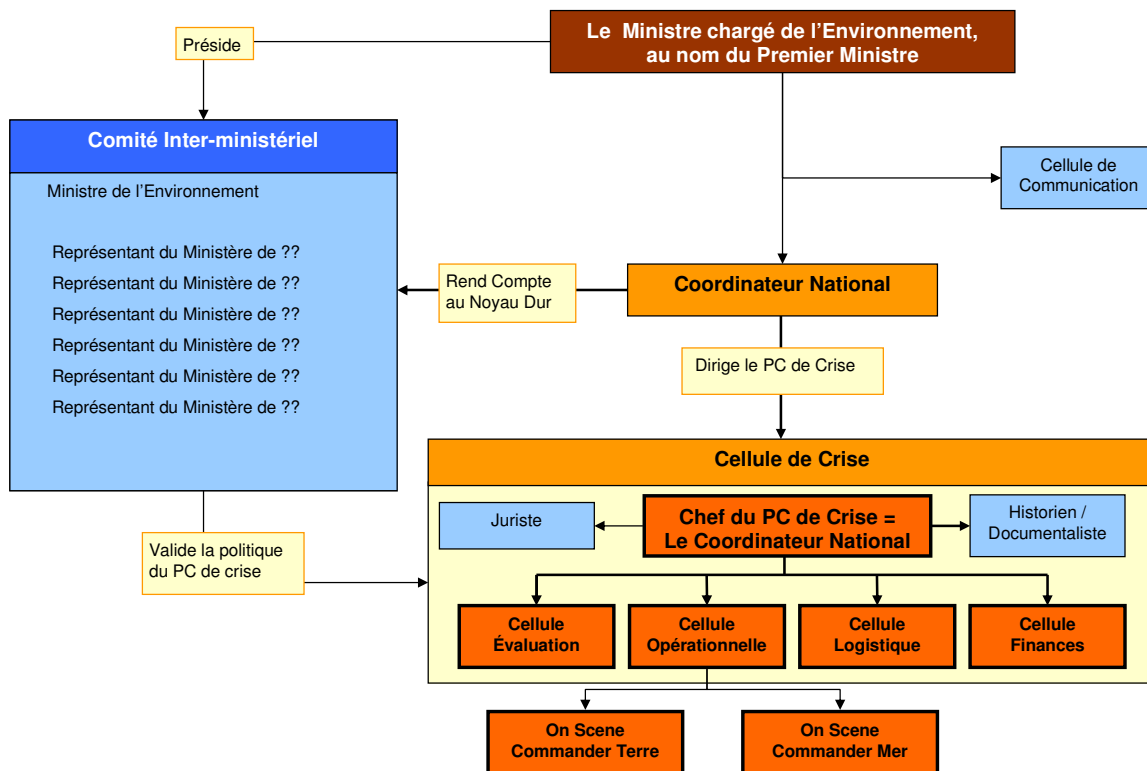 Préside
Le Ministre chargé de l'Environnement,
au nom du Premier Ministre
Comité Inter-ministériel
Ministre de l'Environnement
Représentant du Ministère de ??
Représentant du Ministère de ??
Représentant du Ministère de ??
Représentant du Ministère de ??
Représentant du Ministère de ??
Représentant du Ministère de ??
Cellule de
Communication
Rend Compte
au Noyau Dur
Coordinateur National
Dirige le PC de Crise
Valide la politique
du PC de crise
Cellule de Crise
Juriste
Chef du PC de Crise =
Le Coordinateur National
Historien /
Documentaliste
Cellule
Évaluation
Cellule
Opérationnelle
Cellule
Logistique
Cellule
Finances
On Scene
Commander Terre
On Scene
Commander Mer